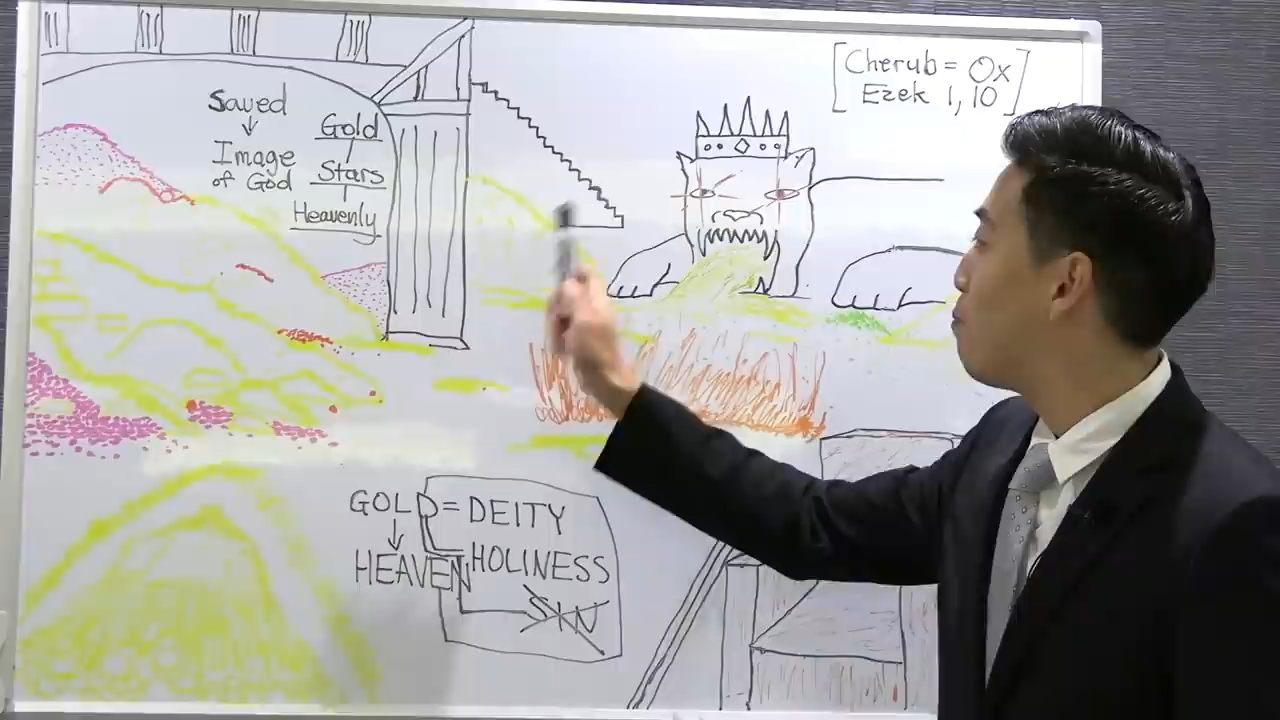 Saved
Image
of God
Gold
Stars
Heavenly
[Cherub = Ox
Ezek 1, 10]
GOLD = DEITY
HEAVEN HOLINESS
SIN